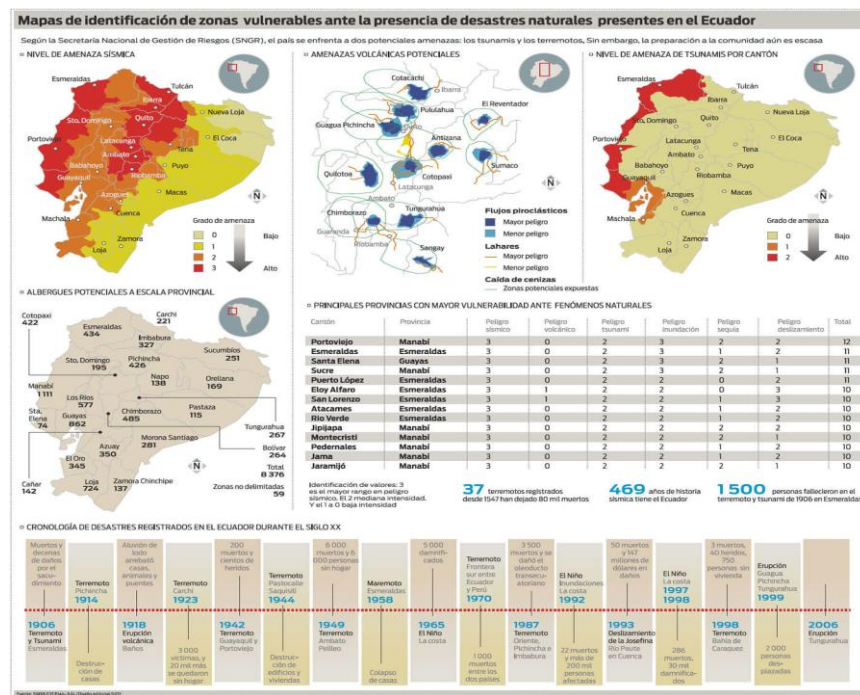 Mapas de identificación de zonas vulnerables ante la presencia de desastres naturales presentes en el Ecuador
Según la Secretaría Nacional de Gestión de Riesgos (SNGR), el país se enfrenta a dos potenciales amenazas: los tsunamis y los terremotos, Sin embargo, la preparación a la comunidad aún es escasa
NIVEL DE AMENAZA SÍSMICA
Esmeraldas
Tulcán
Ibarra
Nueva Loja
Sto. Domingo
Quito
El Coca
Portoviejo
Latacunga
Tena
Ambato
Babahoyo
Puyo
Guayaquil
Riobamba
Macas
Azogues
Cuenca
Machala
Loja
Zamora
N
Grado de amenaza
0
1
2
3
Bajo
Alto
AMENAZAS VOLCÁNICAS POTENCIALES
Cotacachi
Ibarra
Pululahua
El Reventador
Guagua Pichincha
Antizana
Quilotoa
Cotopaxi
Sumaco
Latacunga
Ambato
Chimborazo
Tungurahua
Guaranda
Riobamba
Sangay
N
Flujos piroclásticos
Mayor peligro
Menor peligro
Lahares
Mayor peligro
Menor peligro
Caída de cenizas
Zonas potenciales expuestas
NIVEL DE AMENAZA DE TSUNAMIS POR CANTÓN
Esmeraldas
Tulcán
Ibarra
Nueva Loja
Sto. Domingo
Quito
El Coca
Portoviejo
Latacunga
Tena
Ambato
Babahoyo
Puyo
Guayaquil
Riobamba
Macas
Azogues
Machala
Cuenca
Loja
Zamora
N
Grado de amenaza
0
1
2
Bajo
Alto
ALBERGUES POTENCIALES A ESCALA PROVINCIAL
Cotopaxi 422
Carchi 221
Esmeraldas 434
Imbabura 327
Sucumbíos 251
Sto. Domingo 195
Pichincha 426
Napo 138
Orellana 169
Manabí 1 111
Los Ríos 577
Pastaza 115
Sta. Elena 74
Guayas 862
Chimborazo 485
Tungurahua 267
Morona Santiago 281
Bolívar 264
Azuay 350
El Oro 345
Total 8 376
Cañar 142
Loja 724
Zamora Chinchipe 137
Zonas no delimitadas 59
N
PRINCIPALES PROVINCIAS CON MAYOR VULNERABILIDAD ANTE FENÓMENOS NATURALES
Cantón Provincia Peligro sísmico Peligro volcánico Peligro tsunami Peligro inundación Peligro sequía Peligro deslizamiento Total
Portoviejo Manabí 3 0 2 3 2 2 12
Esmeraldas Esmeraldas 3 0 2 3 1 2 11
Santa Elena Guayas 3 0 2 3 2 1 11
Sucre Manabí 3 0 2 3 2 1 11
Puerto López Esmeraldas 3 0 2 2 2 2 11
Eloy Alfaro Esmeraldas 3 1 2 2 0 3 10
San Lorenzo Esmeraldas 3 1 2 2 1 3 10
Atacames Esmeraldas 3 0 2 2 1 2 10
Río Verde Esmeraldas 3 0 2 2 1 2 10
Jipijapa Manabí 3 0 2 2 2 2 10
Montecristi Manabí 3 0 2 2 2 1 10
Pedernales Manabí 3 0 2 2 1 2 10
Jama Manabí 3 0 2 2 1 2 10
Jaramijó Manabí 3 0 2 2 2 1 10
Identificación de valores: 3
es el mayor rango en peligro
sísmico. El 2 mediana intensidad.
Y el 1 a 0 baja intensidad
37 terremotos registrados
desde 1547 han dejado 80 mil muertos
469 años de historia
sísmica tiene el Ecuador
1 500 personas fallecieron en el
terremoto y tsunami de 1906 en Esmeraldas
CRONOLOGÍA DE DESASTRES REGISTRADOS EN EL ECUADOR DURANTE EL SIGLO XX
Muertos y
decenas
de daños
por el
sacu-
dimiento
1906
Terremoto
y Tsunami
Esmeraldas
Terremoto
Pichincha
1914
Destruc-
ción de
casas
Aluvión de
lodo
arrebató
casas,
animales y
puentes
1918
Erupción
volcánica
Baños
Terremoto
Carchi
1923
3 000
víctimas, y
20 mil más
se quedaron
sin hogar
200
muertos y
cientos de
heridos
1942
Terremoto
Guayaquil y
Portoviejo
Terremoto
Pastocalle
Saquisilí
1944
Destruc-
ción de
edificios y
viviendas
6 000
muertos y 6
000 personas
sin hogar
1949
Terremoto
Ambato
Pelileo
Maremoto
Esmeraldas
1958
Colapso
de casas
5 000
damnifi-
cados
1965
El Niño
La costa
Terremoto
Frontera
sur entre
Ecuador
y Perú
1970
1 000
muertos
entre los
dos países
3 500
muertos y
se dañó el
oleoducto
transecu-
atoriano
1987
Terremoto
Oriente,
Pichincha e
Imbabura
El Niño
Inundaciones
La costa
1992
22 muertos
y más de
200 mil
personas
afectadas
50 muertos
y 147
millones
de dólares
en daños
1993
Deslizamiento
de la Josefina
Río Paute
en Cuenca
El Niño
La costa
1997
1998
286
muertos,
30 mil
damnifica-
dos
3 muertos,
40 heridos,
750
personas sin
vivienda
1998
Terremoto
Bahía de
Caráquez
Erupción
Guagua
Pichincha
Tungurahua
1999
2 000
personas
des-
plazadas
2006
Erupción
Tungurahua